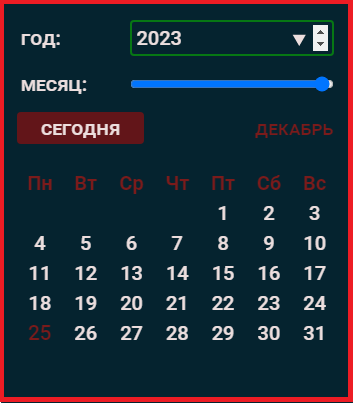 ГОД: 2023
МЕСЯЦ:
СЕГОДНЯ ДЕКАБРЬ
Пн Вт Ср Чт Пт Сб Вс
1 2 3
4 5 6 7 8 9 10
11 12 13 14 15 16 17
18 19 20 21 22 23 24
25 26 27 28 29 30 31